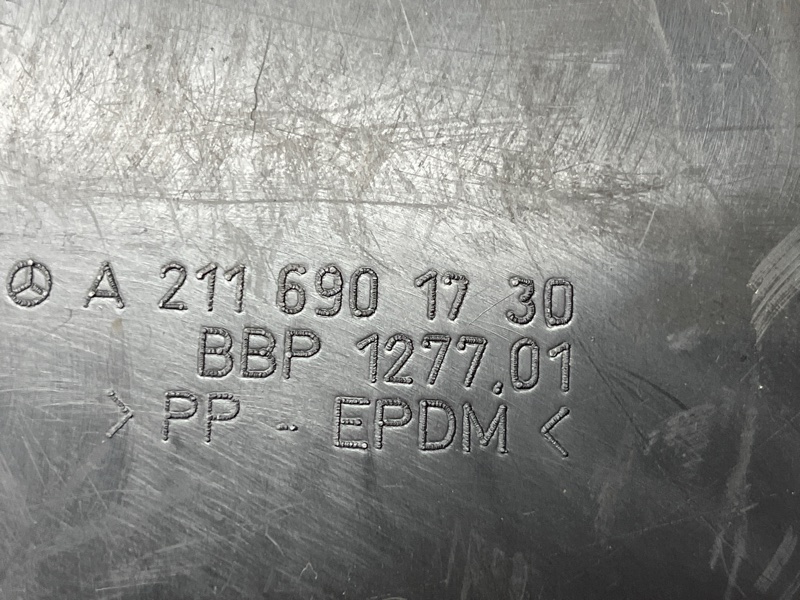 A 211 690 17 30
BBP 1277.01
> PP - EPDM <